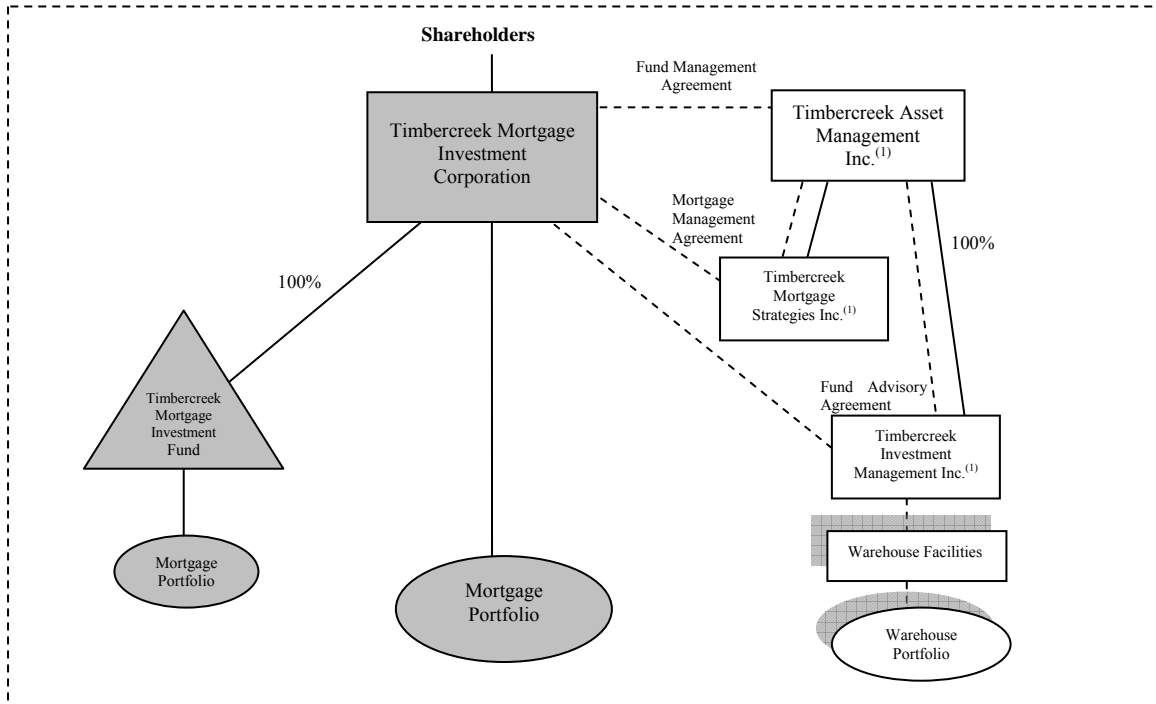 Shareholders
Fund Management
Agreement
Timbercreek Mortgage
Investment
Corporation
Timbercreek Asset
Management
Inc.(1)
Mortgage
Management
Agreement
100%
Timbercreek
Mortgage
Strategies Inc.(1)
100%
Timbercreek
Mortgage
Investment
Fund
Fund Advisory
Agreement
Timbercreek
Investment
Management Inc.(1)
Mortgage
Portfolio
Mortgage
Portfolio
Warehouse Facilities
Warehouse
Portfolio